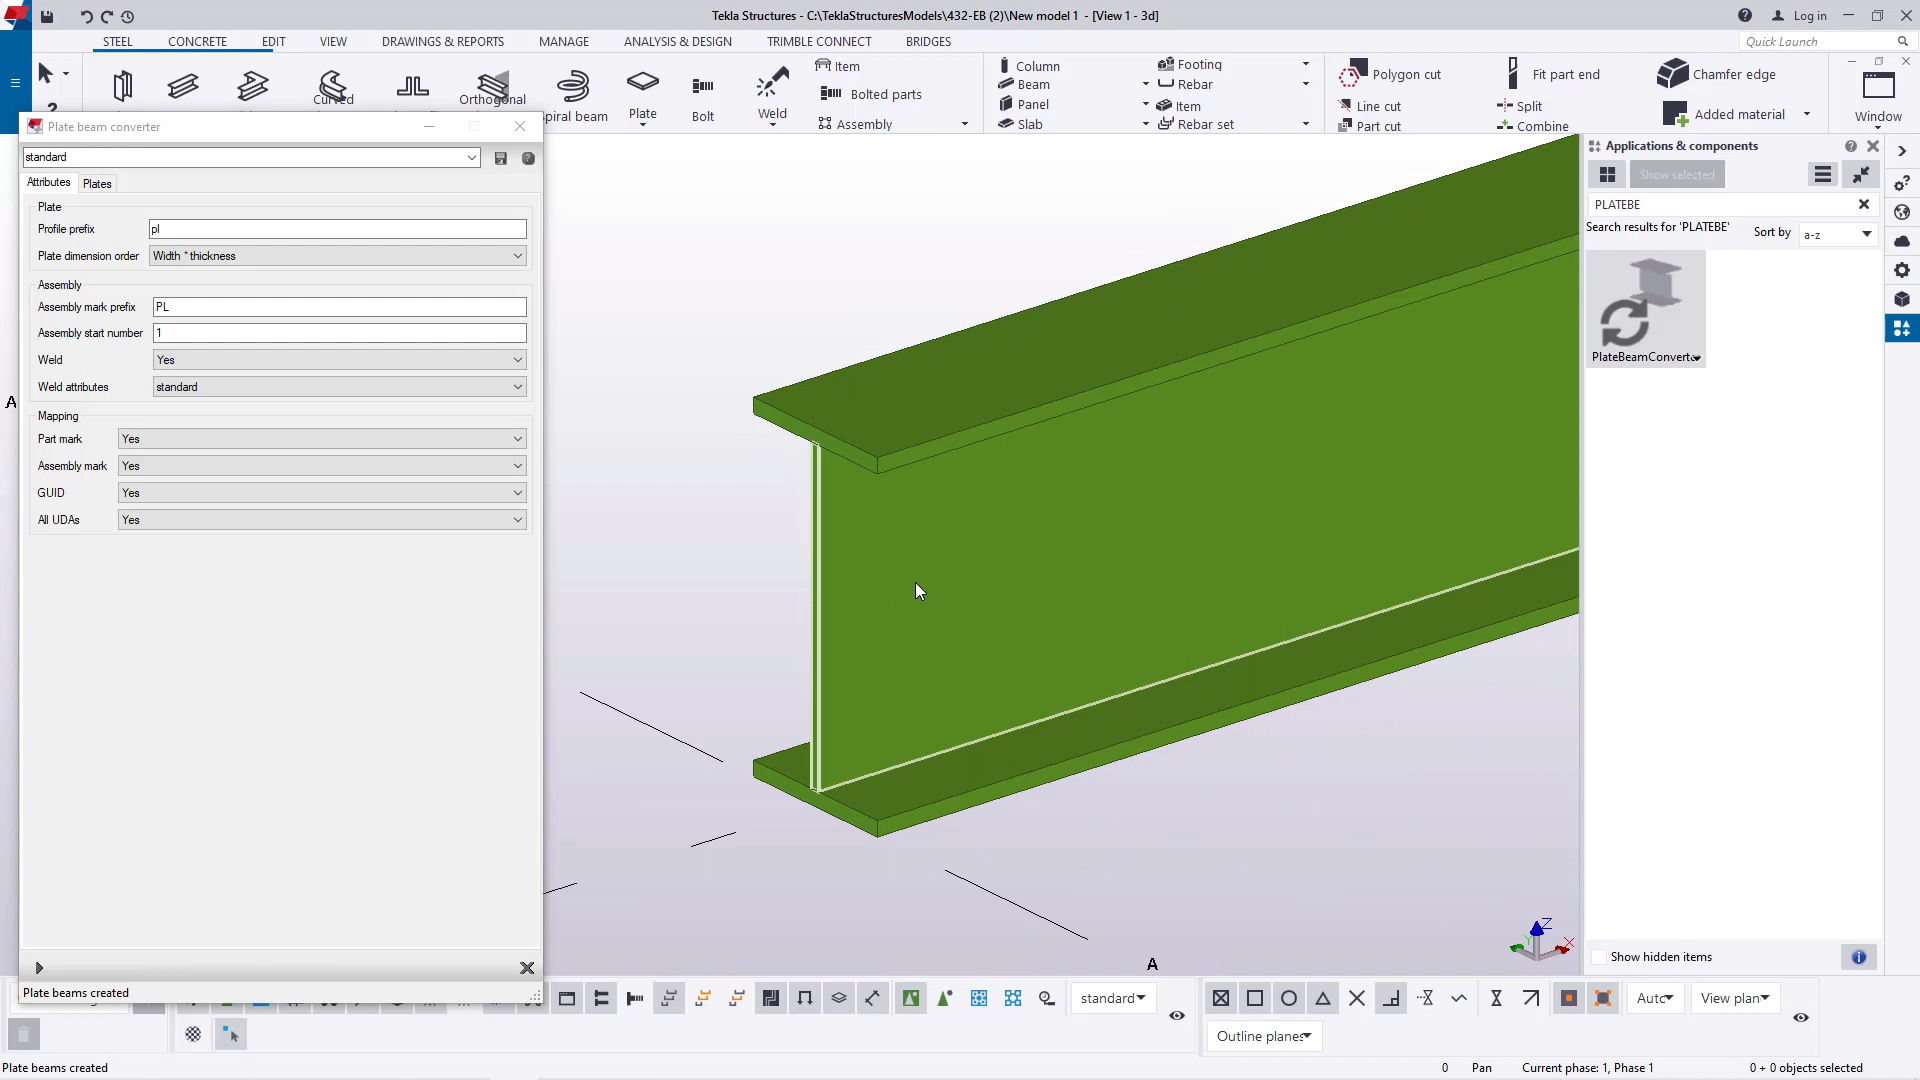 Tekla Structures - C:\TeklaStructuresModels\432-EB (2)\New model 1 - [View 1 - 3d]
Log in
STEEL CONCRETE EDIT VIEW DRAWINGS & REPORTS MANAGE ANALYSIS & DESIGN TRIMBLE CONNECT BRIDGES
Quick Launch
Curved
Orthogonal
Spiral beam
Plate
Bolt
Weld
Item
Bolted parts
Assembly
Column
Beam
Panel
Slab
Footing
Rebar
Item
Rebar set
Polygon cut
Line cut
Part cut
Fit part end
Split
Combine
Chamfer edge
Added material
Window
Plate beam converter
standard
Attributes Plates
Plate
Profile prefix pl
Plate dimension order Width * thickness
Assembly
Assembly mark prefix PL
Assembly start number 1
Weld Yes
Weld attributes standard
Mapping
Part mark Yes
Assembly mark Yes
GUID Yes
All UDAs Yes
Plate beams created
A
A
Z
Y
X
Applications & components
Show selected
PLATEBE
Search results for 'PLATEBE' Sort by a-z
PlateBeamConverte
Show hidden items
standard
Auto
View plan
Outline planes
Plate beams created
0 Pan Current phase: 1, Phase 1 0 + 0 objects selected